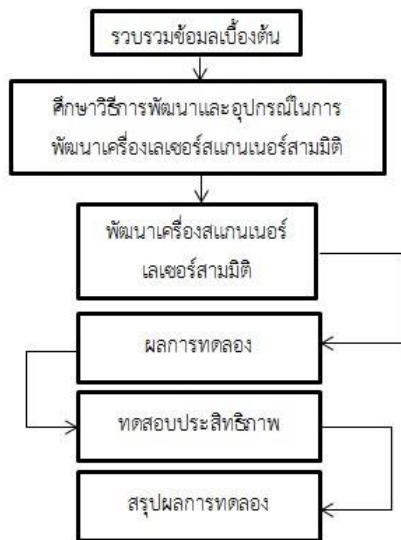 รวบรวมข้อมูลเบื้องต้น
ศึกษาวิธีการพัฒนาและอุปกรณ์ในการ
พัฒนาเครื่องเลเซอร์สแกนเนอร์สามมิติ
พัฒนาเครื่องสแกนเนอร์
เลเซอร์สามมิติ
ผลการทดลอง
ทดสอบประสิทธิภาพ
สรุปผลการทดลอง